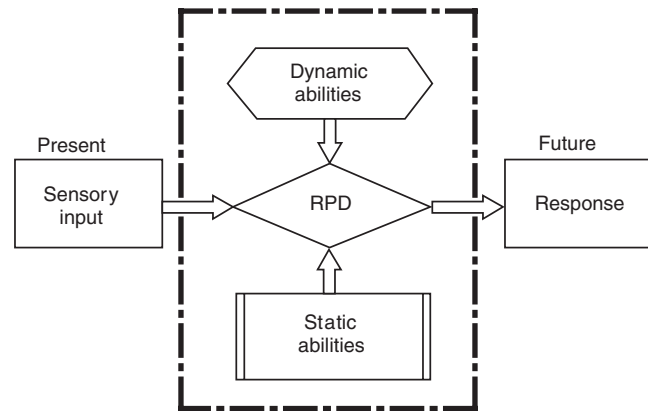 Dynamic
abilities
Present
Future
Sensory
input
RPD
Response
Static
abilities